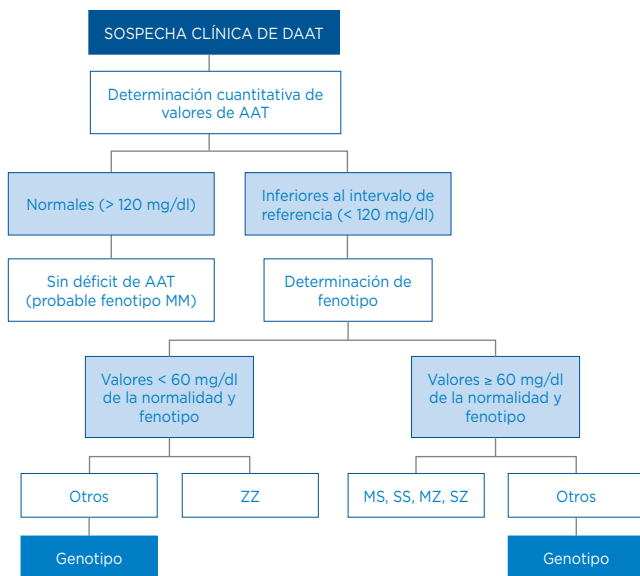 SOSPECHA CLÍNICA DE DAAT
Determinación cuantitativa de
valores de AAT
Normales (> 120 mg/dl)
Inferiores al intervalo de
referencia (< 120 mg/dl)
Sin déficit de AAT
(probable fenotipo MM)
Determinación de
fenotipo
Valores < 60 mg/dl
de la normalidad y
fenotipo
Valores ≥ 60 mg/dl
de la normalidad y
fenotipo
Otros
ZZ
MS, SS, MZ, SZ
Otros
Genotipo
Genotipo